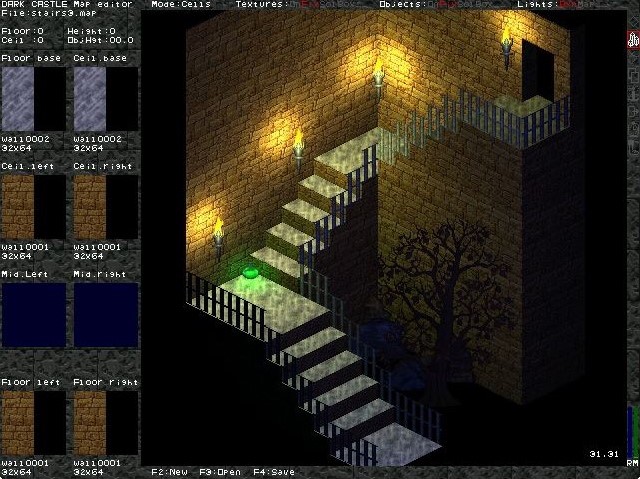 DARK CASTLE Map editor
Mode:Cells Textures: Objects: Lights:
File:stairs3.map
Floor:0 Height:0
Ceil :0 ObjHgt:00.0
Floor base Ceil.base
wall0002 wall0002
32x64 32x64
Ceil.left Ceil.right
wall0001 wall0001
32x64 32x64
Mid.Left Mid.right
Floor left Floor right
wall0001 wall0001
32x64 32x64
31.31
RM
F2:New F3:Open F4:Save